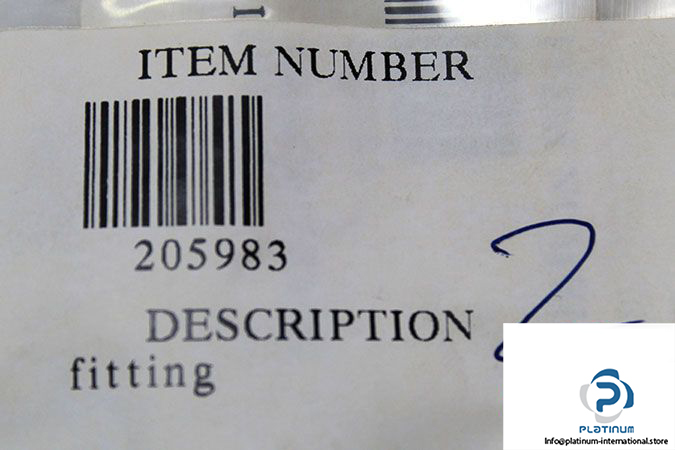 ITEM NUMBER
205983
DESCRIPTION
fitting
PLATINUM
Info@platinum-international.store